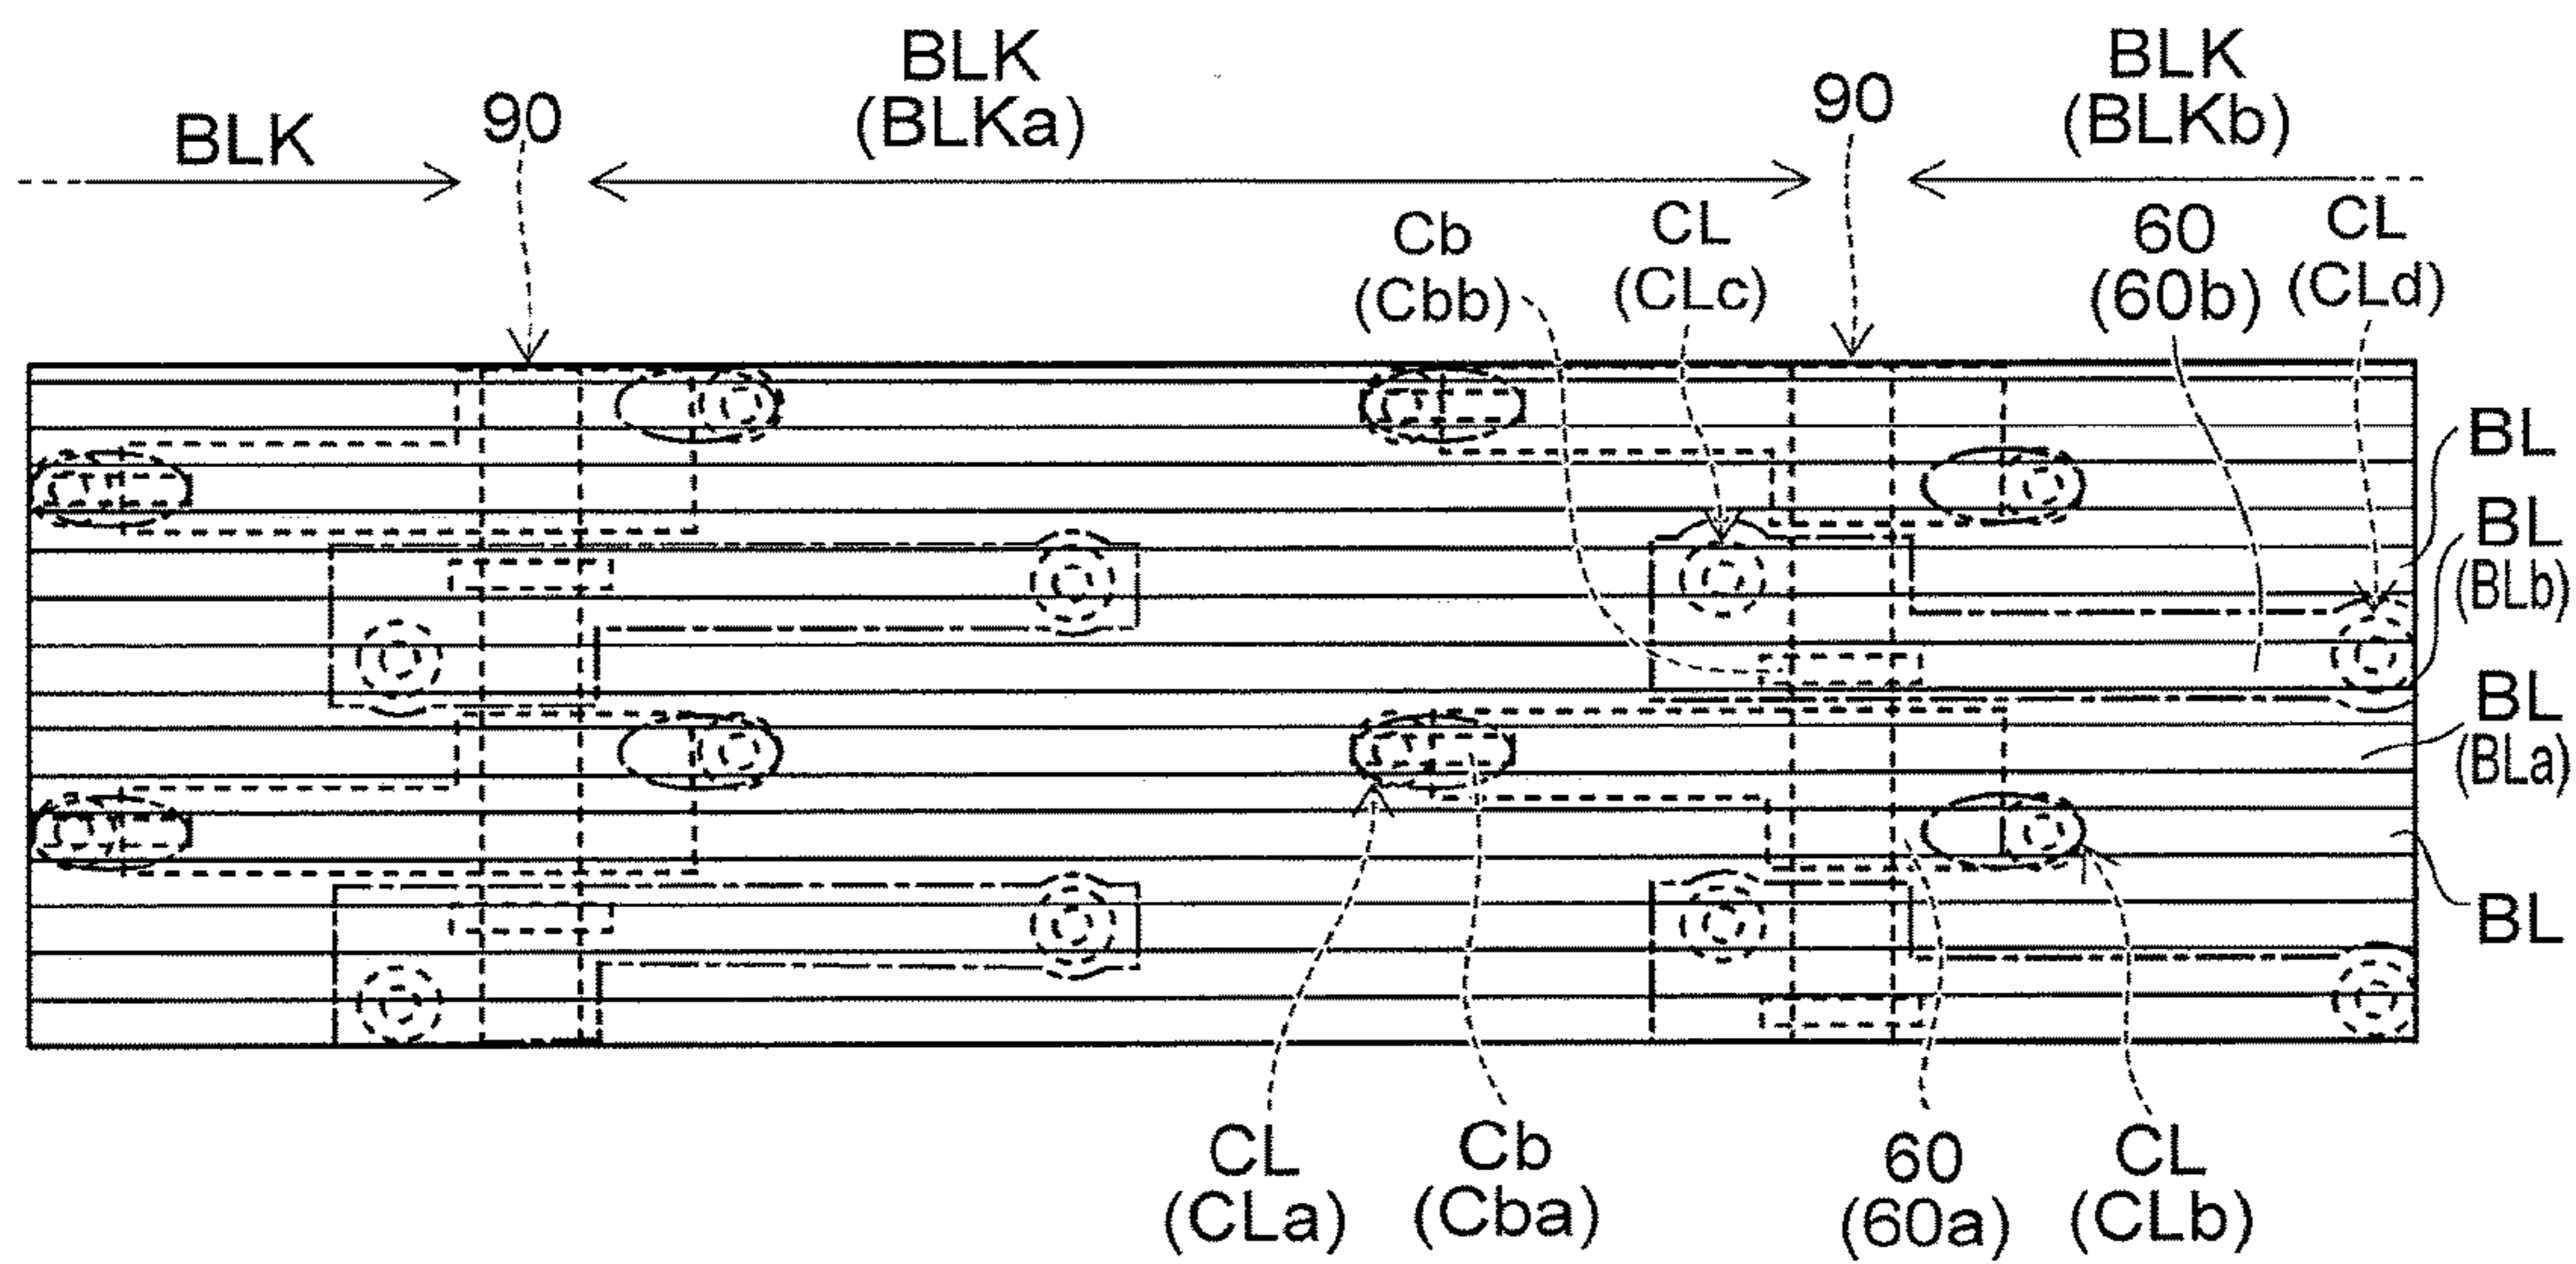 BLK
90
BLK
(BLKa)
90
BLK
(BLKb)
Cb
(Cbb)
CL
(CLc)
60
(60b)
CL
(CLd)
BL
BL
(BLb)
BL
(BLa)
BL
CL
(CLa)
Cb
(Cba)
60
(60a)
CL
(CLb)